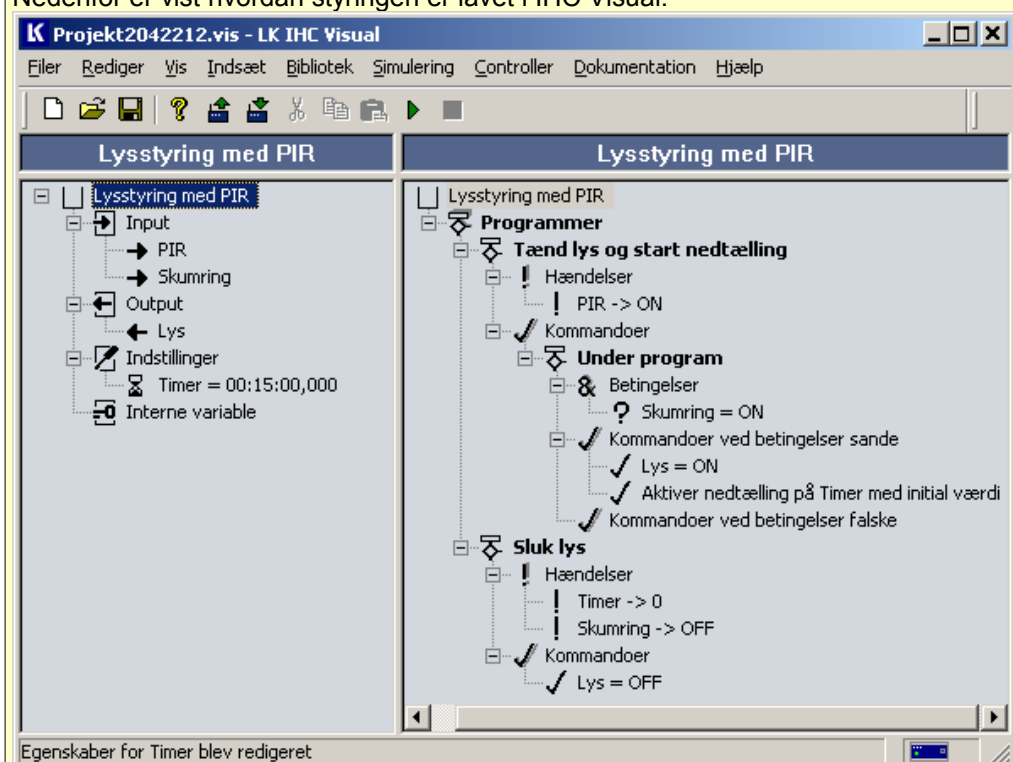 Nedenfor er vist hvordan styringen er lavet i IHC Visual.
Projekt2042212.vis - LK IHC Visual
Filer Rediger Vis Indsæt Bibliotek Simulering Controller Dokumentation Hjælp
Lysstyring med PIR
Lysstyring med PIR
Input
PIR
Skumring
Output
Lys
Indstillinger
Timer = 00:15:00,000
Interne variable
Lysstyring med PIR
Lysstyring med PIR
Programmer
Tænd lys og start nedtælling
Hændelser
PIR -> ON
Kommandoer
Under program
Betingelser
Skumring = ON
Kommandoer ved betingelser sande
Lys = ON
Aktiver nedtælling på Timer med initial værdi
Kommandoer ved betingelser falske
Sluk lys
Hændelser
Timer -> 0
Skumring -> OFF
Kommandoer
Lys = OFF
Egenskaber for Timer blev redigeret